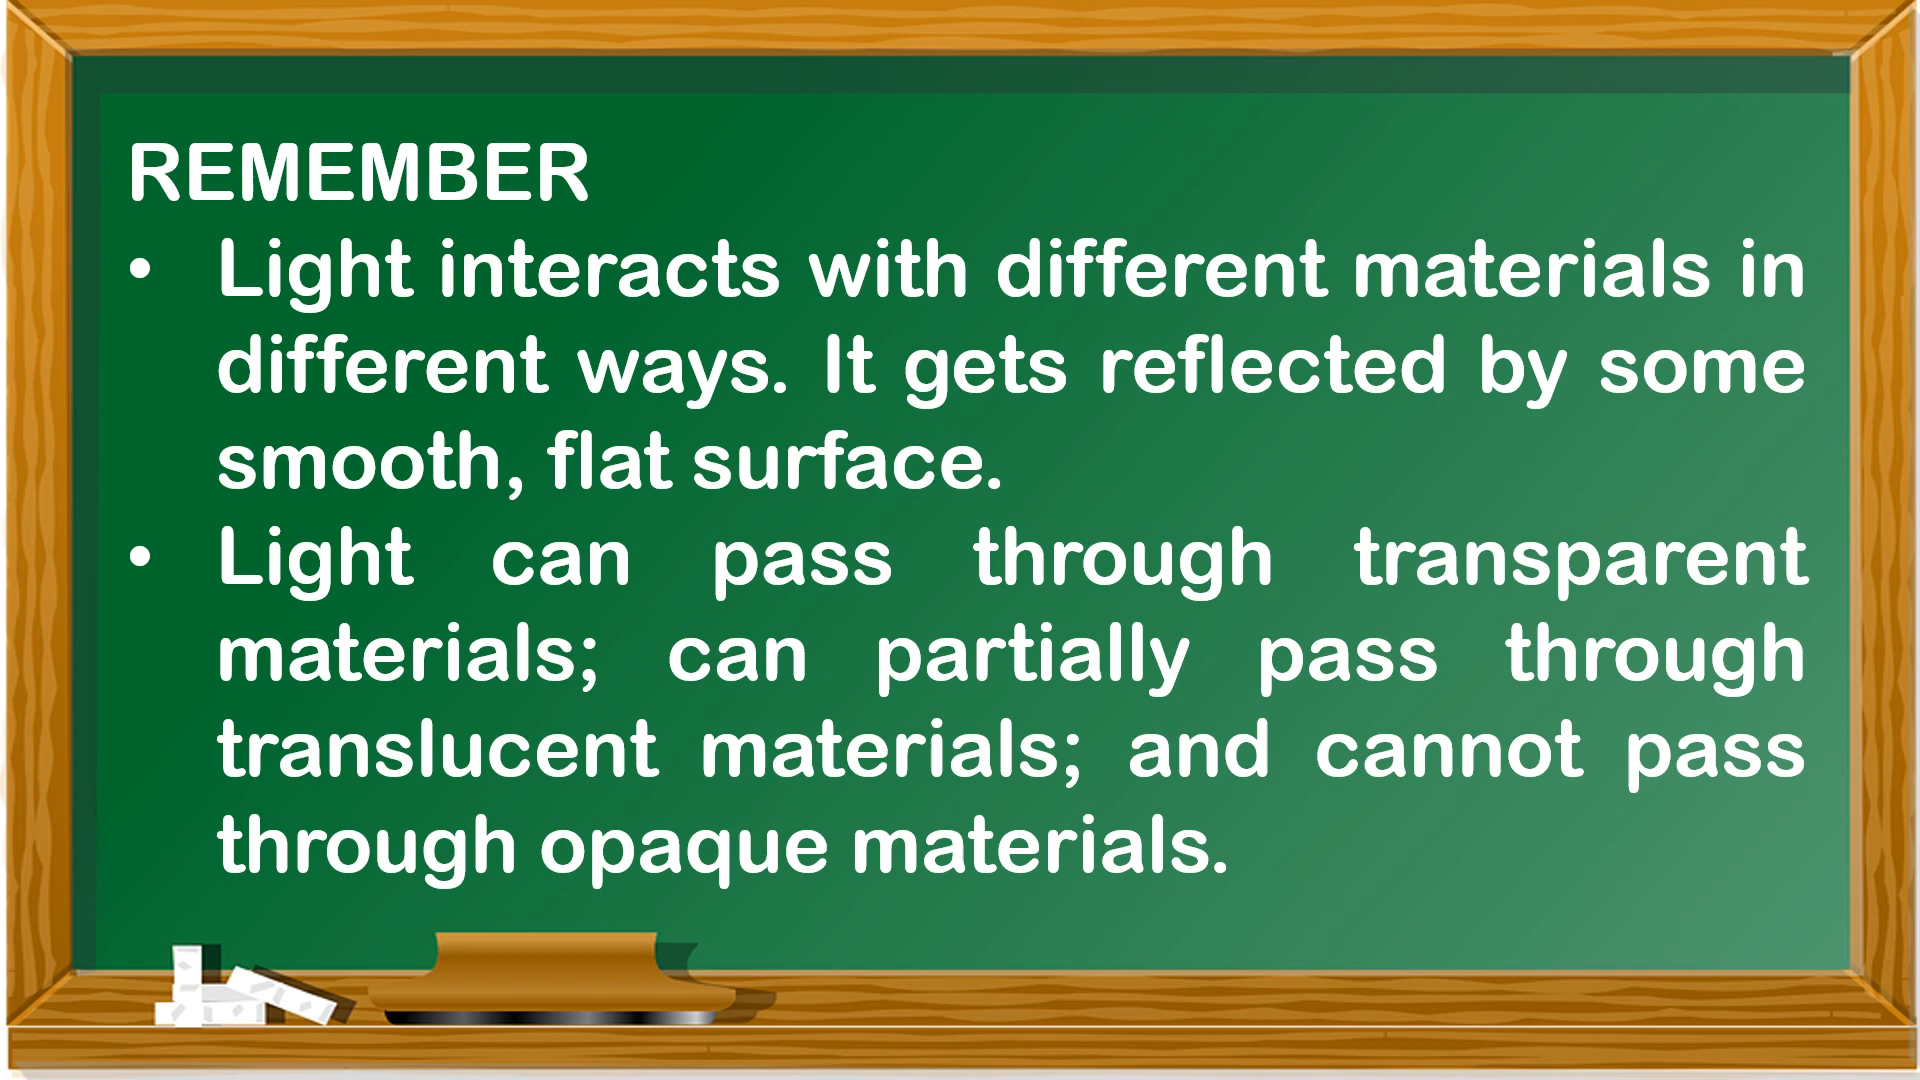 REMEMBER
• Light interacts with different materials in
different ways. It gets reflected by some
smooth, flat surface.
• Light can pass through transparent
materials; can partially pass through
translucent materials; and cannot pass
through opaque materials.